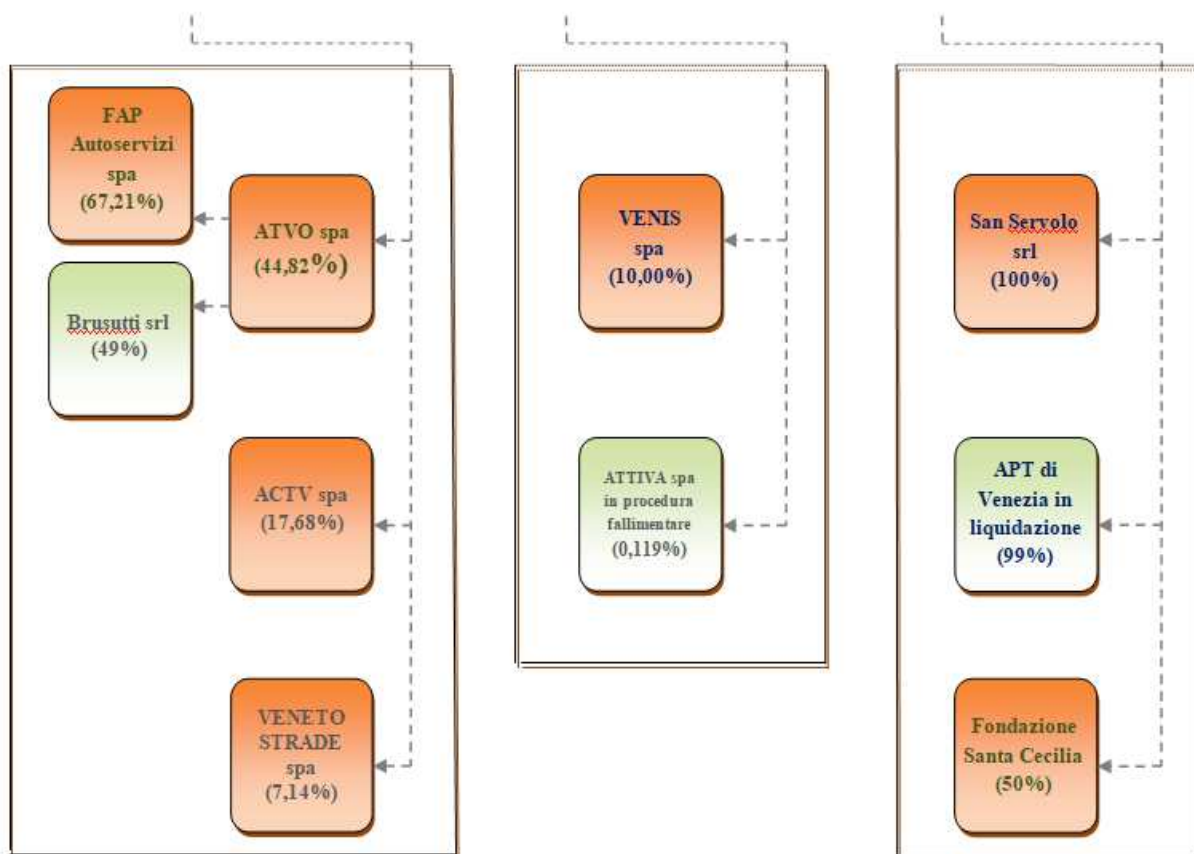 FAP
Autoservizi
spa
(67,21%)
ATVO spa
(44,82%)
Brusutti srl
(49%)
ACTV spa
(17,68%)
VENETO
STRADE
spa
(7,14%)
VENIS
spa
(10,00%)
ATTIVA spa
in procedura
fallimentare
(0,119%)
San Servolo
srl
(100%)
APT di
Venezia in
liquidazione
(99%)
Fondazione
Santa Cecilia
(50%)